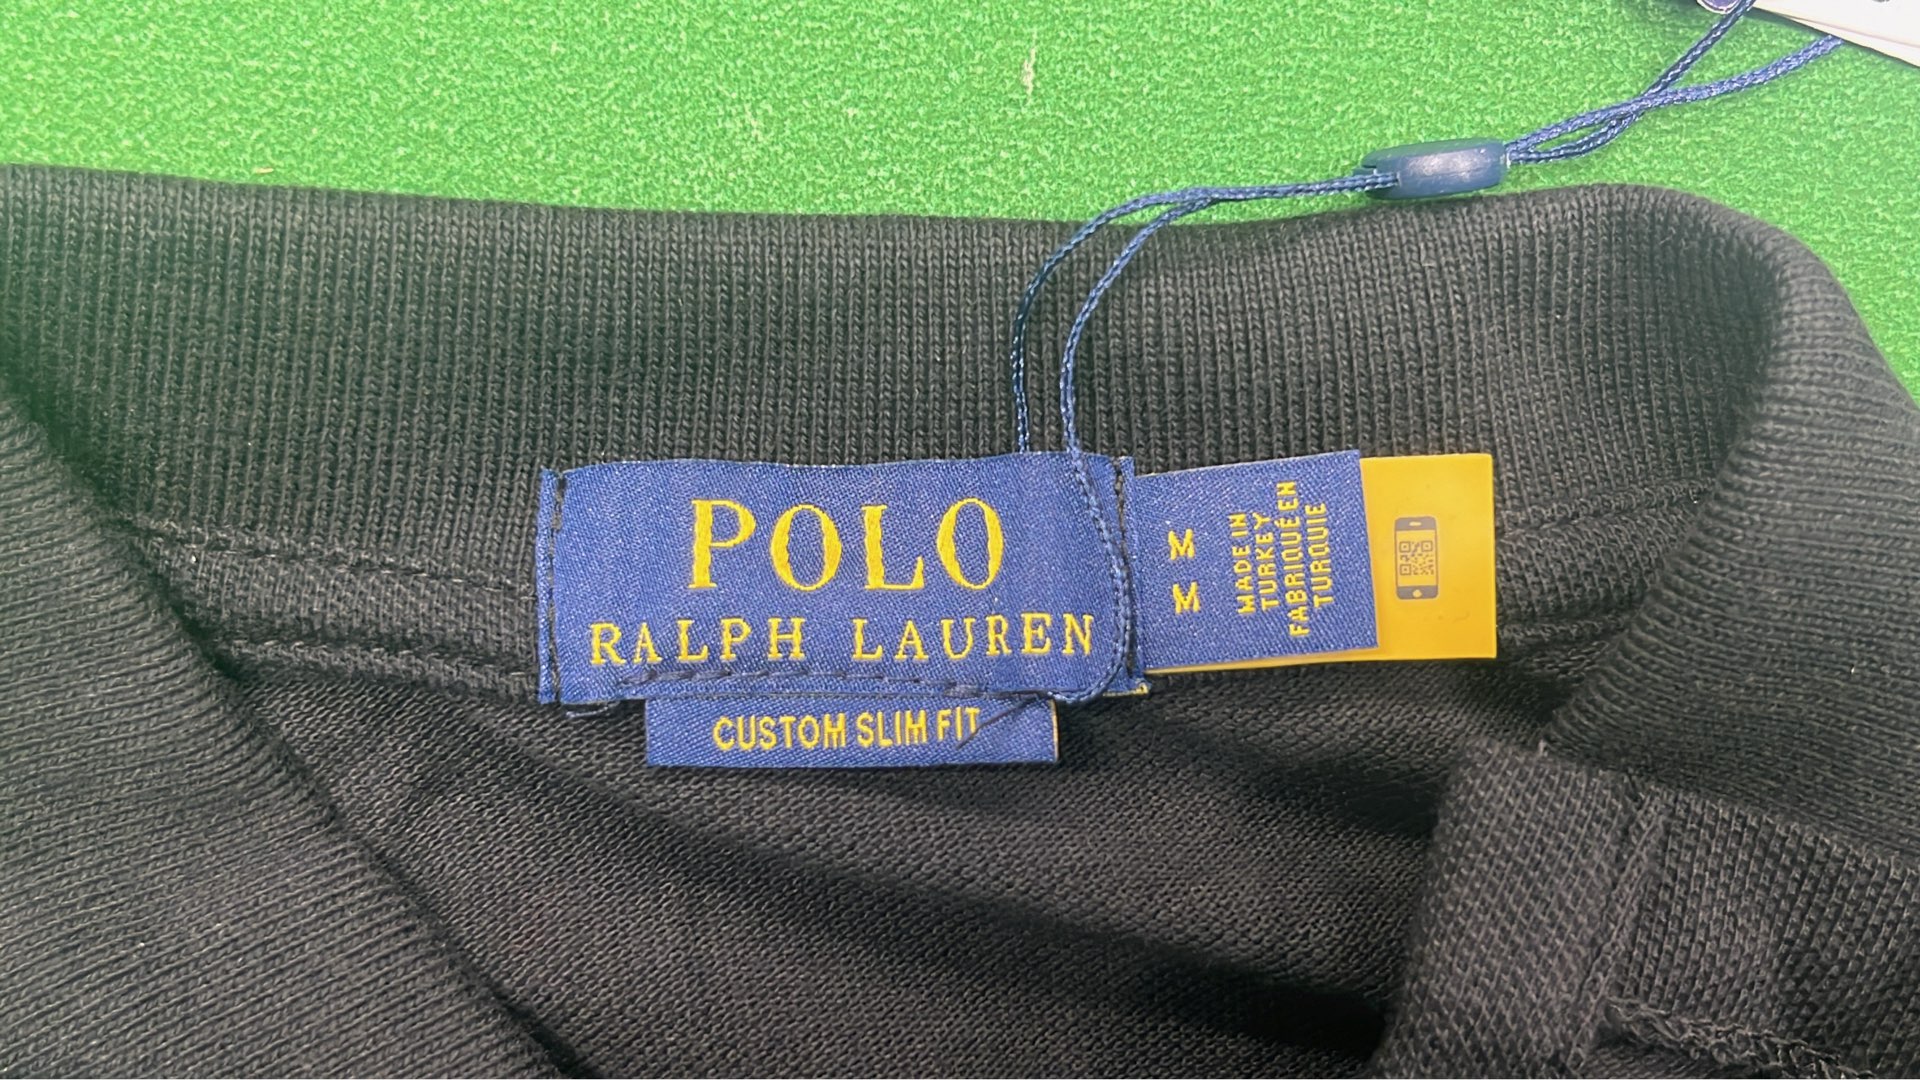 POLO
RALPH LAUREN
CUSTOM SLIM FIT
M
M
MADE IN
TURKEY
FABRIQUÉ EN
TURQUIE